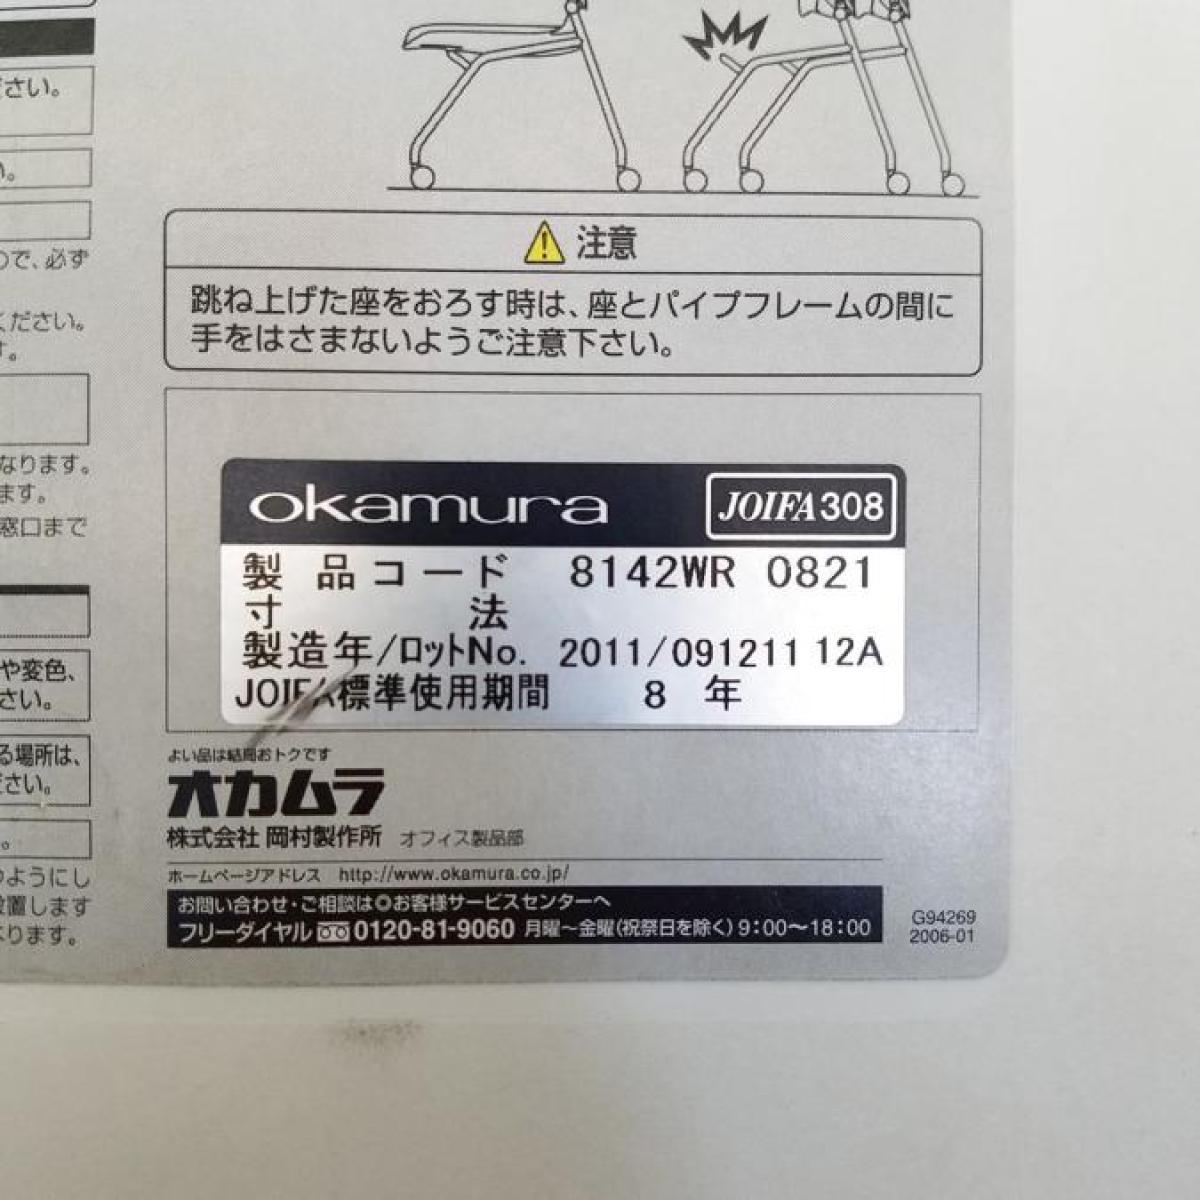 ださい。
い。
ので、必ず
ください。
す。
なります。
ます。
窓口まで
や変色、
さい。
る場所は、
ださい。
。
のようにし
設置します
ります。
注意
跳ね上げた座をおろす時は、座とパイプフレームの間に
手をはさまないようご注意下さい。
okamura
JOIFA308
製品コード 8142WR 0821
寸法
製造年/ロットNo. 2011/091211 12A
JOIFA標準使用期間 8年
よい品は結局おトクです
オカムラ
株式会社 岡村製作所 オフィス製品部
ホームページアドレス http://www.okamura.co.jp/
お問い合わせ・ご相談は◎お客様サービスセンターへ
フリーダイヤル 0120-81-9060 月曜〜金曜(祝祭日を除く)9:00〜18:00
G94269
2006-01